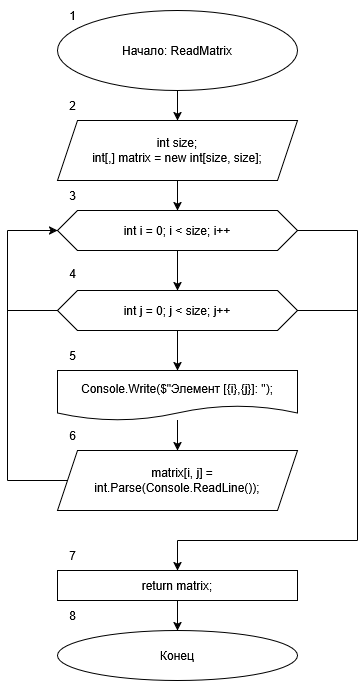 1
Начало: ReadMatrix
2
int size;
int[,] matrix = new int[size, size];
3
int i = 0; i < size; i++
4
int j = 0; j < size; j++
5
Console.Write($"Элемент [{i},{j}]: ");
6
matrix[i, j] =
int.Parse(Console.ReadLine());
7
return matrix;
8
Конец